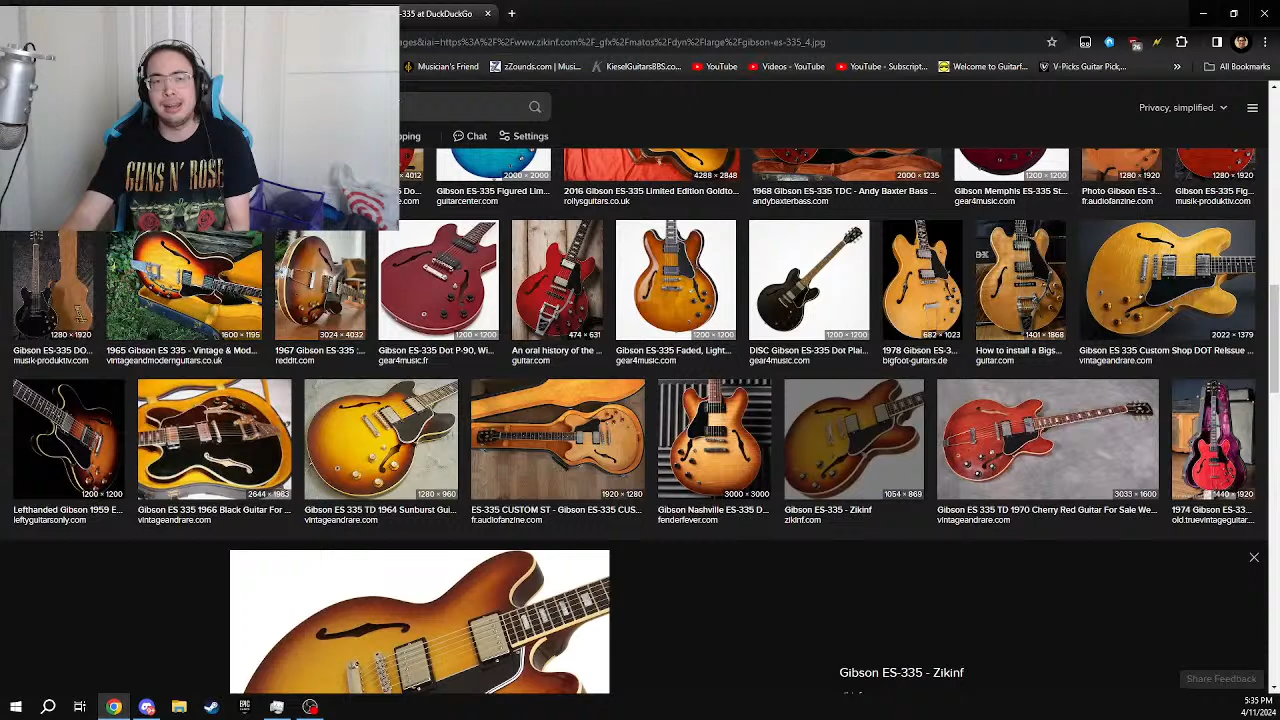 S-335 at DuckDuckGo
ages&iai=https%3A%2F%2Fwww.zikinf.com%2F_gfx%2Fmatos%2Fdyn%2Flarge%2Fgibson-es-335_4.jpg
26
Musician's Friend
zZounds.com | Musi...
KieselGuitarsBBS.co...
YouTube
Videos - YouTube
YouTube - Subscript...
Welcome to Guitarf...
V-Picks Guitar Pick,...
»
All Bookmarks
Privacy, simplified.
pping
Chat
Settings
GUNS N' ROSE
4012
2000 × 2000
4288 × 2848
2000 × 1235
1200 × 1200
1280 × 1920
1280 × 1920
Do...
Gibson ES-335 Figured Lim...
guitarcenter.com
2016 Gibson ES-335 Limited Edition Goldto...
rollysguitars.co.uk
1968 Gibson ES-335 TDC - Andy Baxter Bass ...
andybaxterbass.com
Gibson Memphis ES-335 St...
gear4music.com
Photo Gibson ES-33...
fr.audiofanzine.com
Gibson ES-335 Fig...
musik-produktiv.com
1280 × 1920
1600 × 1195
3024 × 4032
1200 × 1200
474 × 631
1200 × 1200
1200 × 1200
682 × 1023
1401 × 1868
2022 × 1379
Gibson ES-335 DO...
musik-produktiv.com
1965 Gibson ES 335 - Vintage & Mod...
vintageandmodernguitars.co.uk
1967 Gibson ES-335 :...
reddit.com
Gibson ES-335 Dot P-90, Wi...
gear4music.com
An oral history of the ...
guitar.com
Gibson ES-335 Faded, Light...
gear4music.com
DISC Gibson ES-335 Dot Plai...
gear4music.com
1978 Gibson ES-3...
bigfoot-guitars.de
How to install a Bigs...
guitar.com
Gibson ES 335 Custom Shop DOT Reissue ...
vintageandrare.com
1200 × 1200
2644 × 1983
1280 × 960
1920 × 1280
3000 × 3000
1054 × 869
3033 × 1600
1440 × 1920
Lefthanded Gibson 1959 E...
leftyguitarsonly.com
Gibson ES 335 1966 Black Guitar For ...
vintageandrare.com
Gibson ES 335 TD 1964 Sunburst Gui...
vintageandrare.com
ES-335 CUSTOM ST - Gibson ES-335 CUS...
fr.audiofanzine.com
Gibson Nashville ES-335 D...
fenderfever.com
Gibson ES-335 - Zikinf
zikinf.com
Gibson ES 335 TD 1970 Cherry Red Guitar For Sale We...
vintageandrare.com
1974 Gibson ES-33...
old.truevintageguitar...
Gibson ES-335 - Zikinf
Share Feedback
EPIC
5:35 PM
4/11/2024